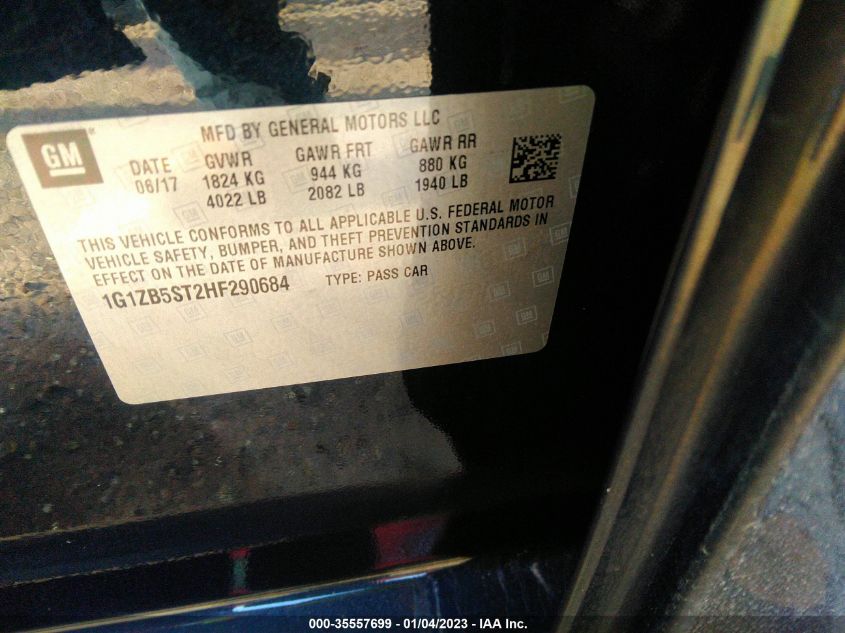 GM
MFD BY GENERAL MOTORS LLC
DATE GVWR GAWR FRT GAWR RR
06/17 1824 KG 944 KG 880 KG
4022 LB 2082 LB 1940 LB
THIS VEHICLE CONFORMS TO ALL APPLICABLE U.S. FEDERAL MOTOR
VEHICLE SAFETY, BUMPER, AND THEFT PREVENTION STANDARDS IN
EFFECT ON THE DATE OF MANUFACTURE SHOWN ABOVE.
1G1ZB5ST2HF290684 TYPE: PASS CAR
000-35557699 - 01/04/2023 - IAA Inc.